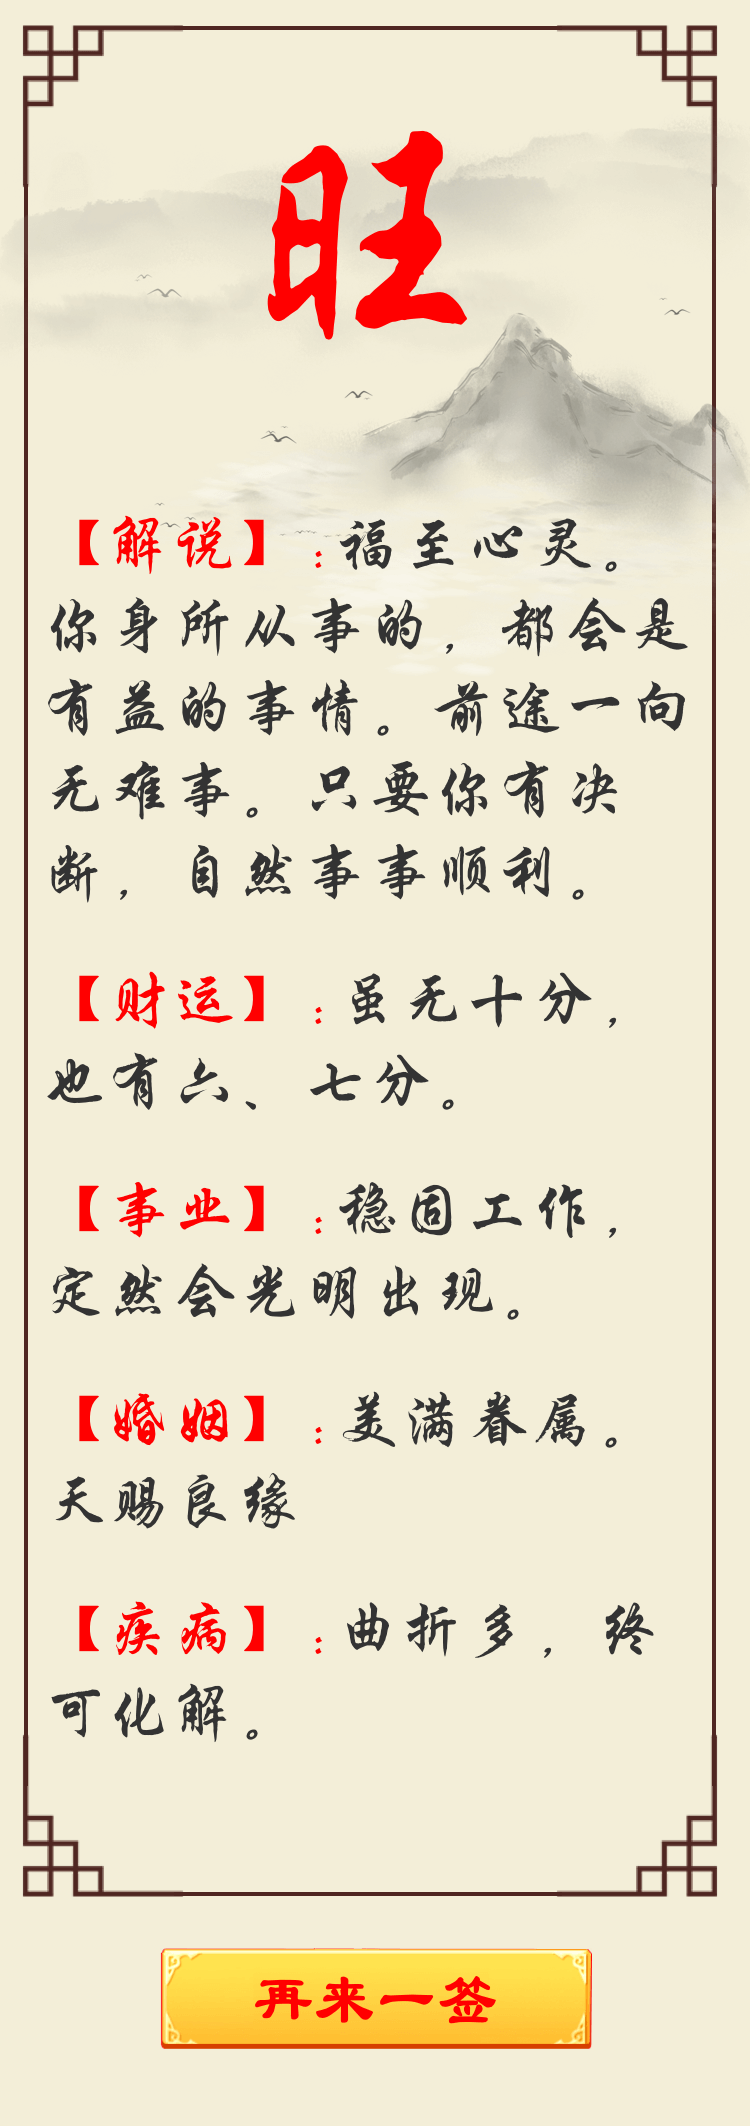 旺
【解说】:福至心灵。
你身所从事的，都会是
有益的事情。前途一向
无难事。只要你有决
断，自然事事顺利。
【财运】:虽无十分，
也有六、七分。
【事业】:稳固工作，
定然会光明出现。
【婚姻】:美满眷属。
天赐良缘
【疾病】:曲折多，终
可化解。
再来一签